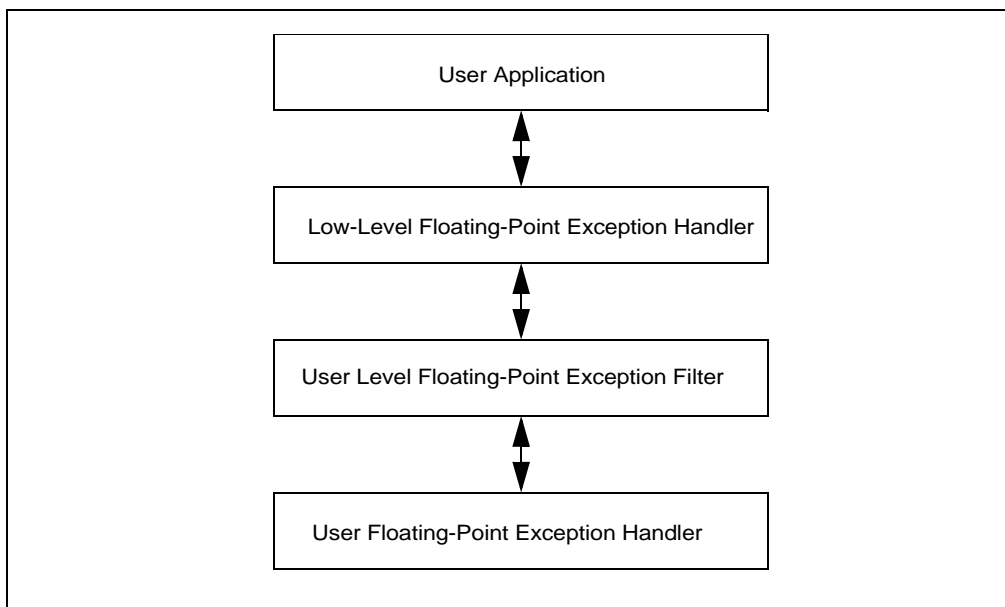 User Application
Low-Level Floating-Point Exception Handler
User Level Floating-Point Exception Filter
User Floating-Point Exception Handler